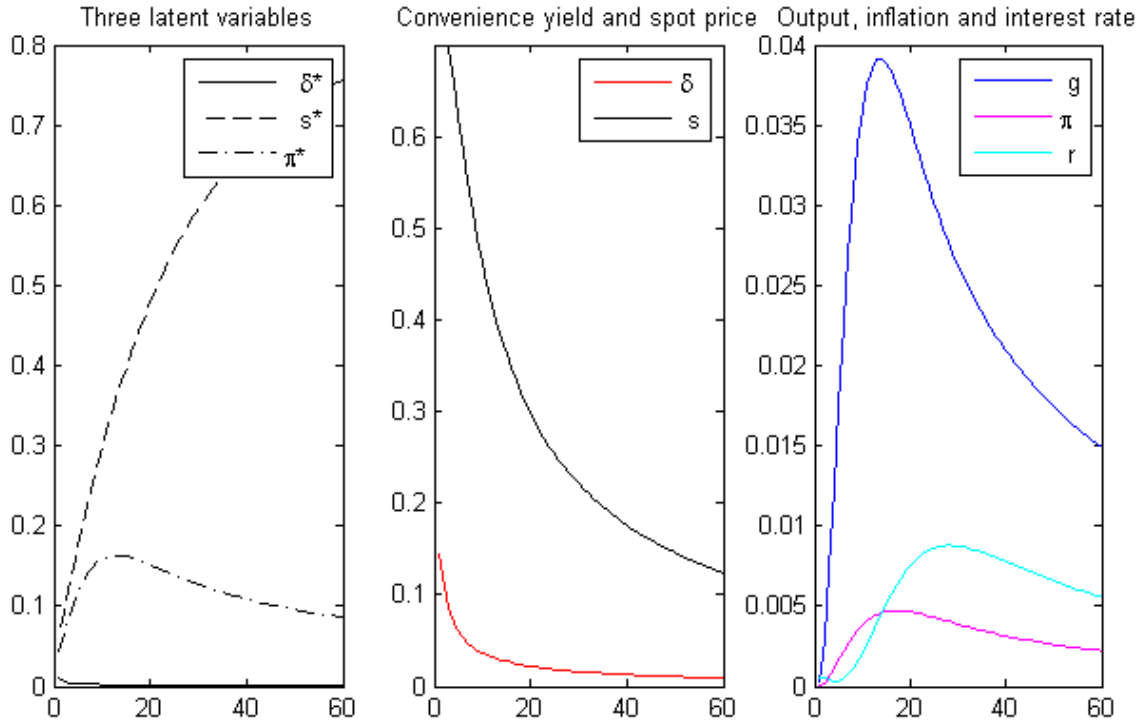 Three latent variables
0.8
0.7
0.6
0.5
0.4
0.3
0.2
0.1
0
0 20 40 60
δ*
s*
π*
Convenience yield and spot price
0.6
0.5
0.4
0.3
0.2
0.1
0
0 20 40 60
δ
s
Output, inflation and interest rate
0.04
0.035
0.03
0.025
0.02
0.015
0.01
0.005
0
0 20 40 60
g
π
r